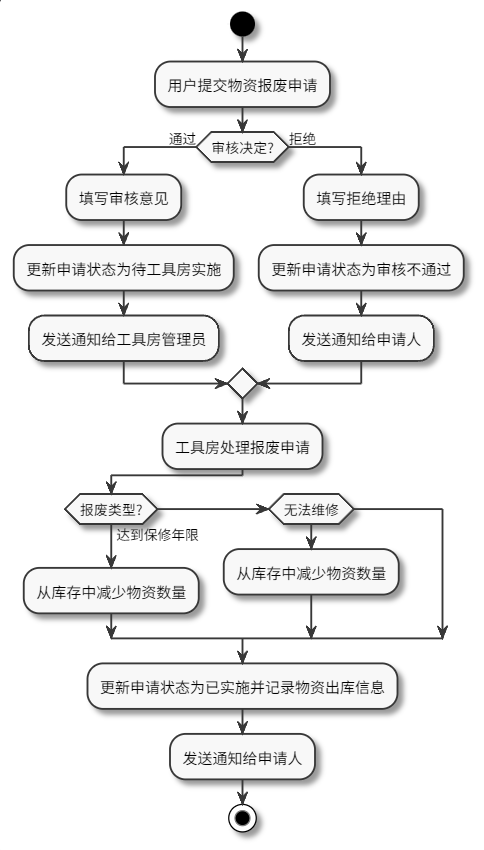 用户提交物资报废申请
通过
审核决定?
拒绝
填写审核意见
填写拒绝理由
更新申请状态为待工具房实施
更新申请状态为审核不通过
发送通知给工具房管理员
发送通知给申请人
工具房处理报废申请
报废类型?
无法维修
达到保修年限
从库存中减少物资数量
从库存中减少物资数量
更新申请状态为已实施并记录物资出库信息
发送通知给申请人